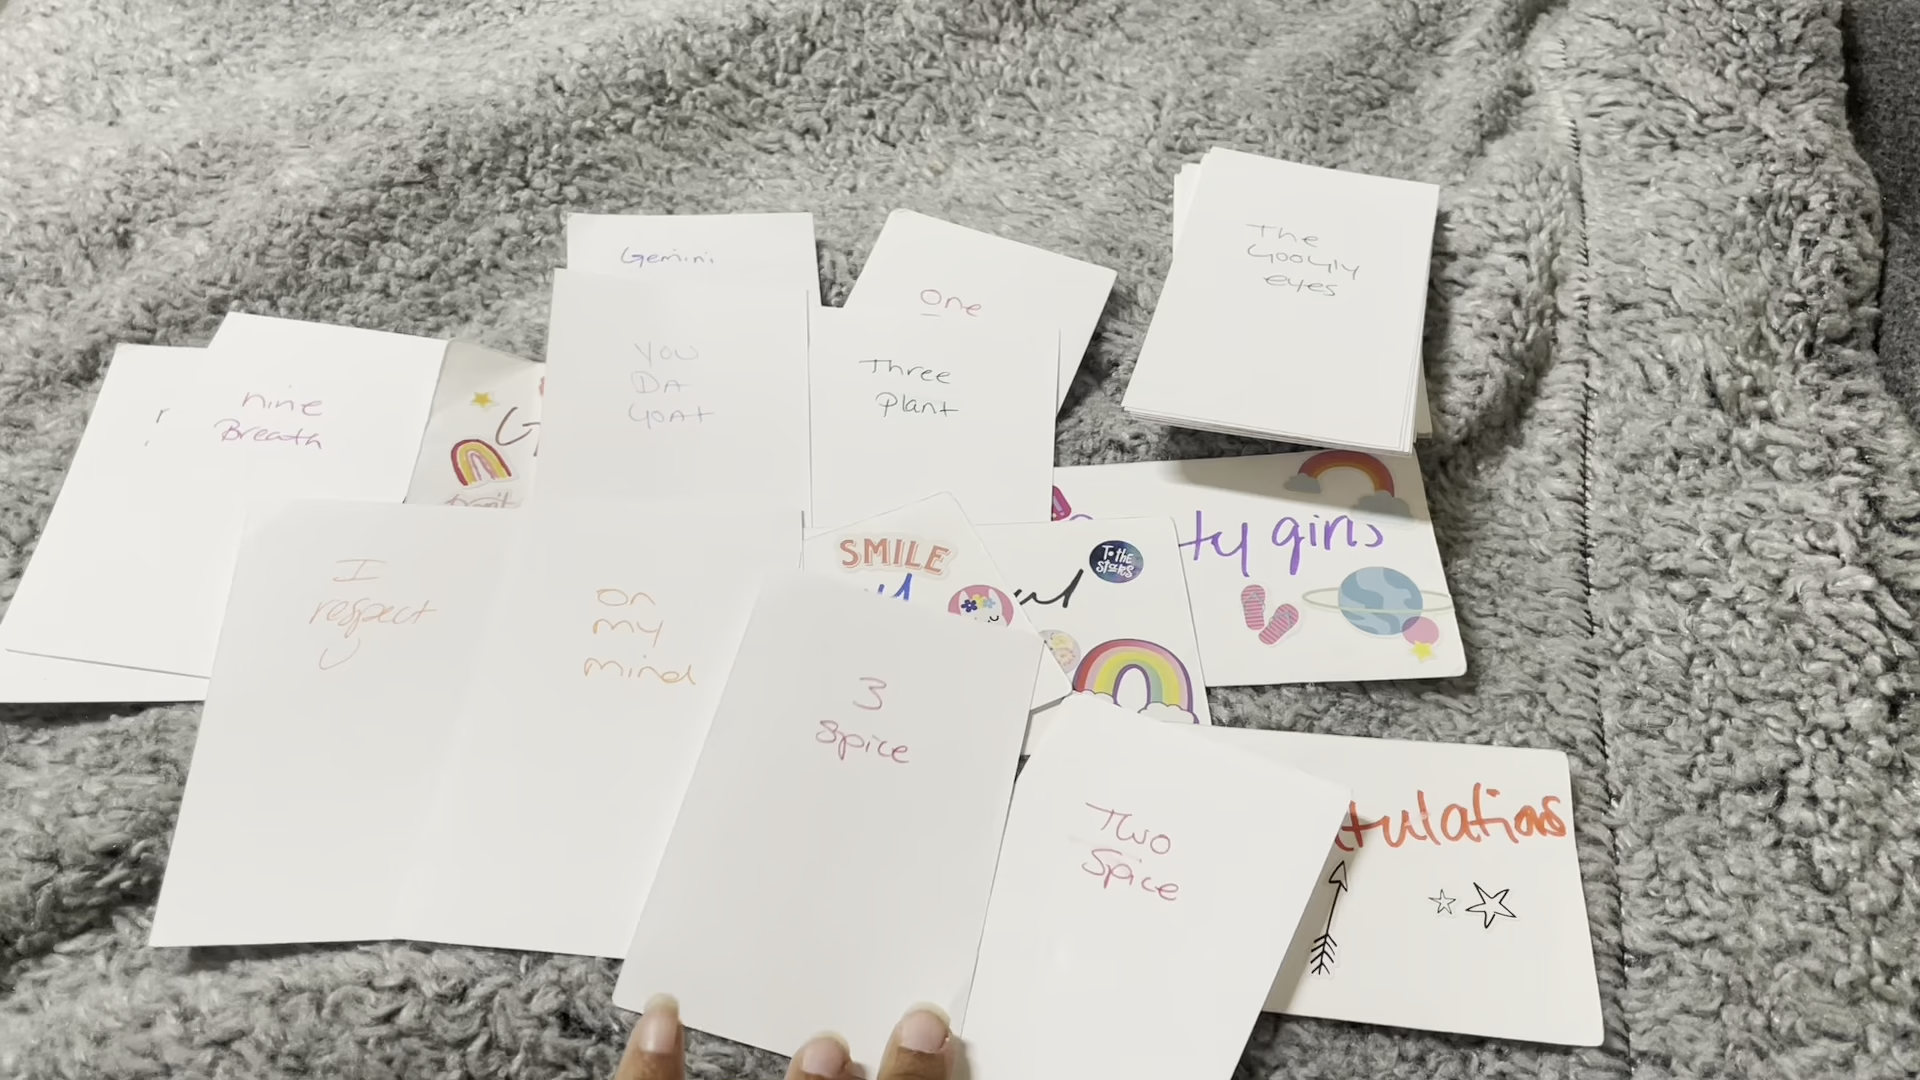 Gemini
One
The
Googly
eyes
You
DA
GOAT
Three
Plant
nine
Breath
SMILE
To the
Stars
ty girls
I
respect
U
on
my
mind
3
Spice
Two
Spice
tulations